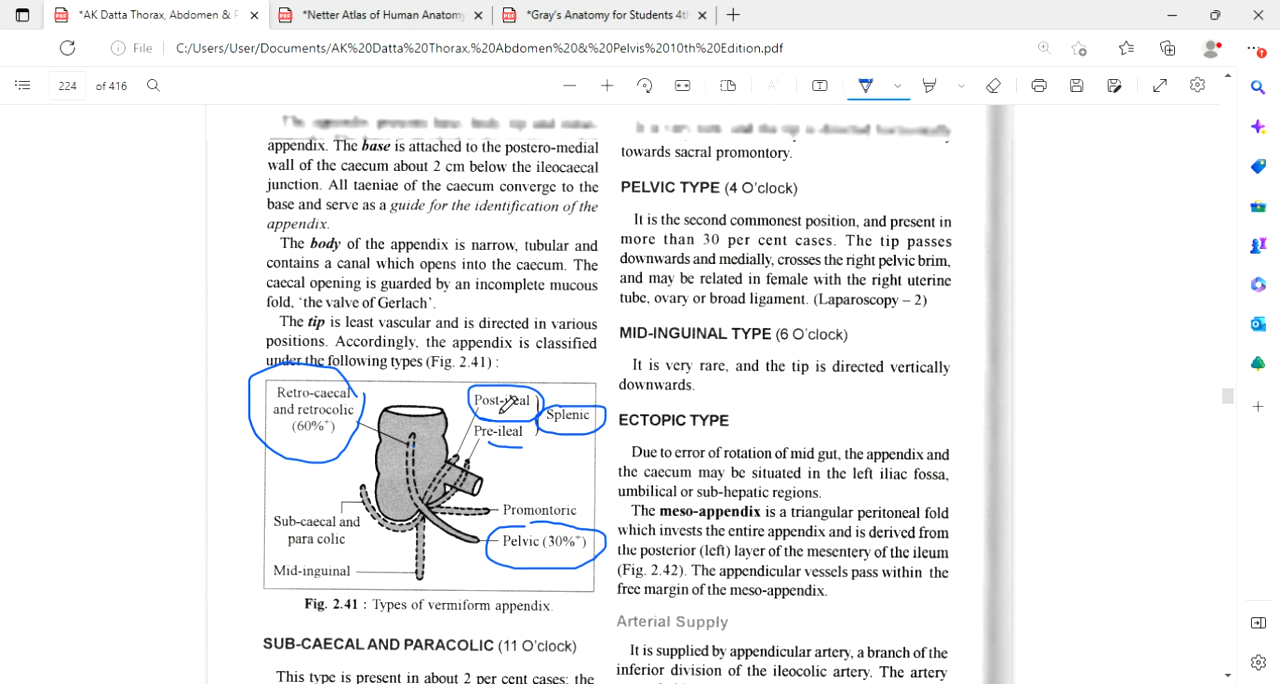 *AK Datta Thorax, Abdomen & P
*Netter Atlas of Human Anatomy
*Gray's Anatomy for Students 4t
File
C:/Users/User/Documents/AK%20Datta%20Thorax,%20Abdomen%20&%20Pelvis%2010th%20Edition.pdf
224 of 416
appendix. The base is attached to the postero-medial
wall of the caecum about 2 cm below the ileocaecal
junction. All taeniae of the caecum converge to the
base and serve as a guide for the identification of the
appendix.
The body of the appendix is narrow, tubular and
contains a canal which opens into the caecum. The
caecal opening is guarded by an incomplete mucous
fold, ‘the valve of Gerlach’.
The tip is least vascular and is directed in various
positions. Accordingly, the appendix is classified
under the following types (Fig. 2.41) :
Retro-caecal
and retrocolic
(60%+)
Post-ileal
Splenic
Pre-ileal
Promontoric
Sub-caecal and
para colic
Pelvic (30%+)
Mid-inguinal
Fig. 2.41 : Types of vermiform appendix.
SUB-CAECAL AND PARACOLIC (11 O'clock)
This type is present in about 2 per cent cases; the
towards sacral promontory.
PELVIC TYPE (4 O'clock)
It is the second commonest position, and present in
more than 30 per cent cases. The tip passes
downwards and medially, crosses the right pelvic brim,
and may be related in female with the right uterine
tube, ovary or broad ligament. (Laparoscopy – 2)
MID-INGUINAL TYPE (6 O'clock)
It is very rare, and the tip is directed vertically
downwards.
ECTOPIC TYPE
Due to error of rotation of mid gut, the appendix and
the caecum may be situated in the left iliac fossa,
umbilical or sub-hepatic regions.
The meso-appendix is a triangular peritoneal fold
which invests the entire appendix and is derived from
the posterior (left) layer of the mesentery of the ileum
(Fig. 2.42). The appendicular vessels pass within the
free margin of the meso-appendix.
Arterial Supply
It is supplied by appendicular artery, a branch of the
inferior division of the ileocolic artery. The artery